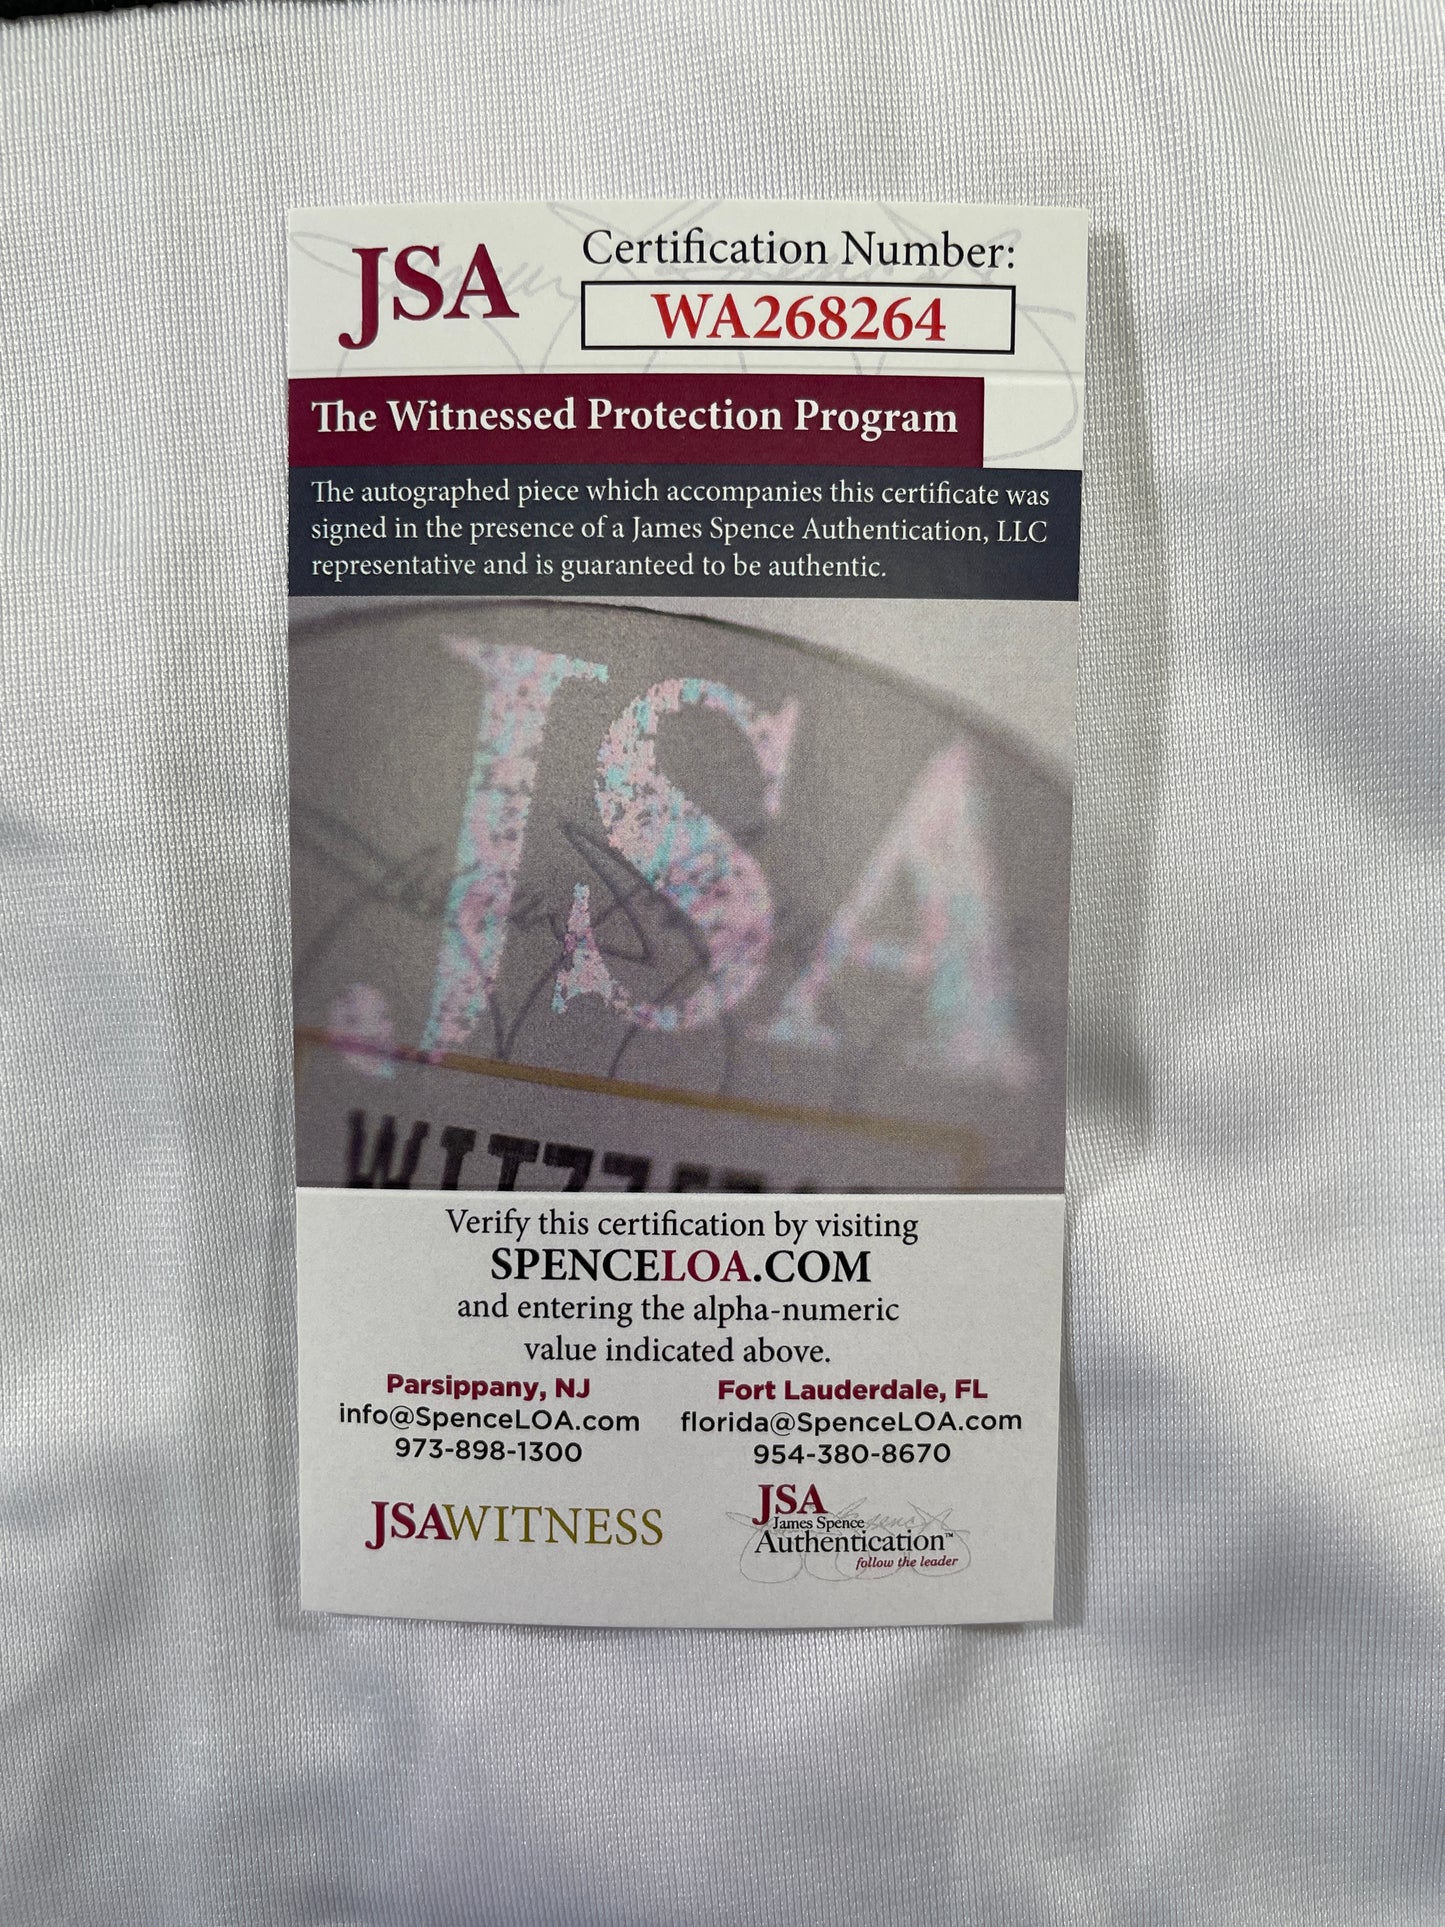 JSA
Certification Number:
WA268264
The Witnessed Protection Program
The autographed piece which accompanies this certificate was
signed in the presence of a James Spence Authentication, LLC
representative and is guaranteed to be authentic.
JSA
Verify this certification by visiting
SPENCELOA.COM
and entering the alpha-numeric
value indicated above.
Parsippany, NJ
info@SpenceLOA.com
973-898-1300
Fort Lauderdale, FL
florida@SpenceLOA.com
954-380-8670
JSAWITNESS
JSA
James Spence
Authentication™
follow the leader